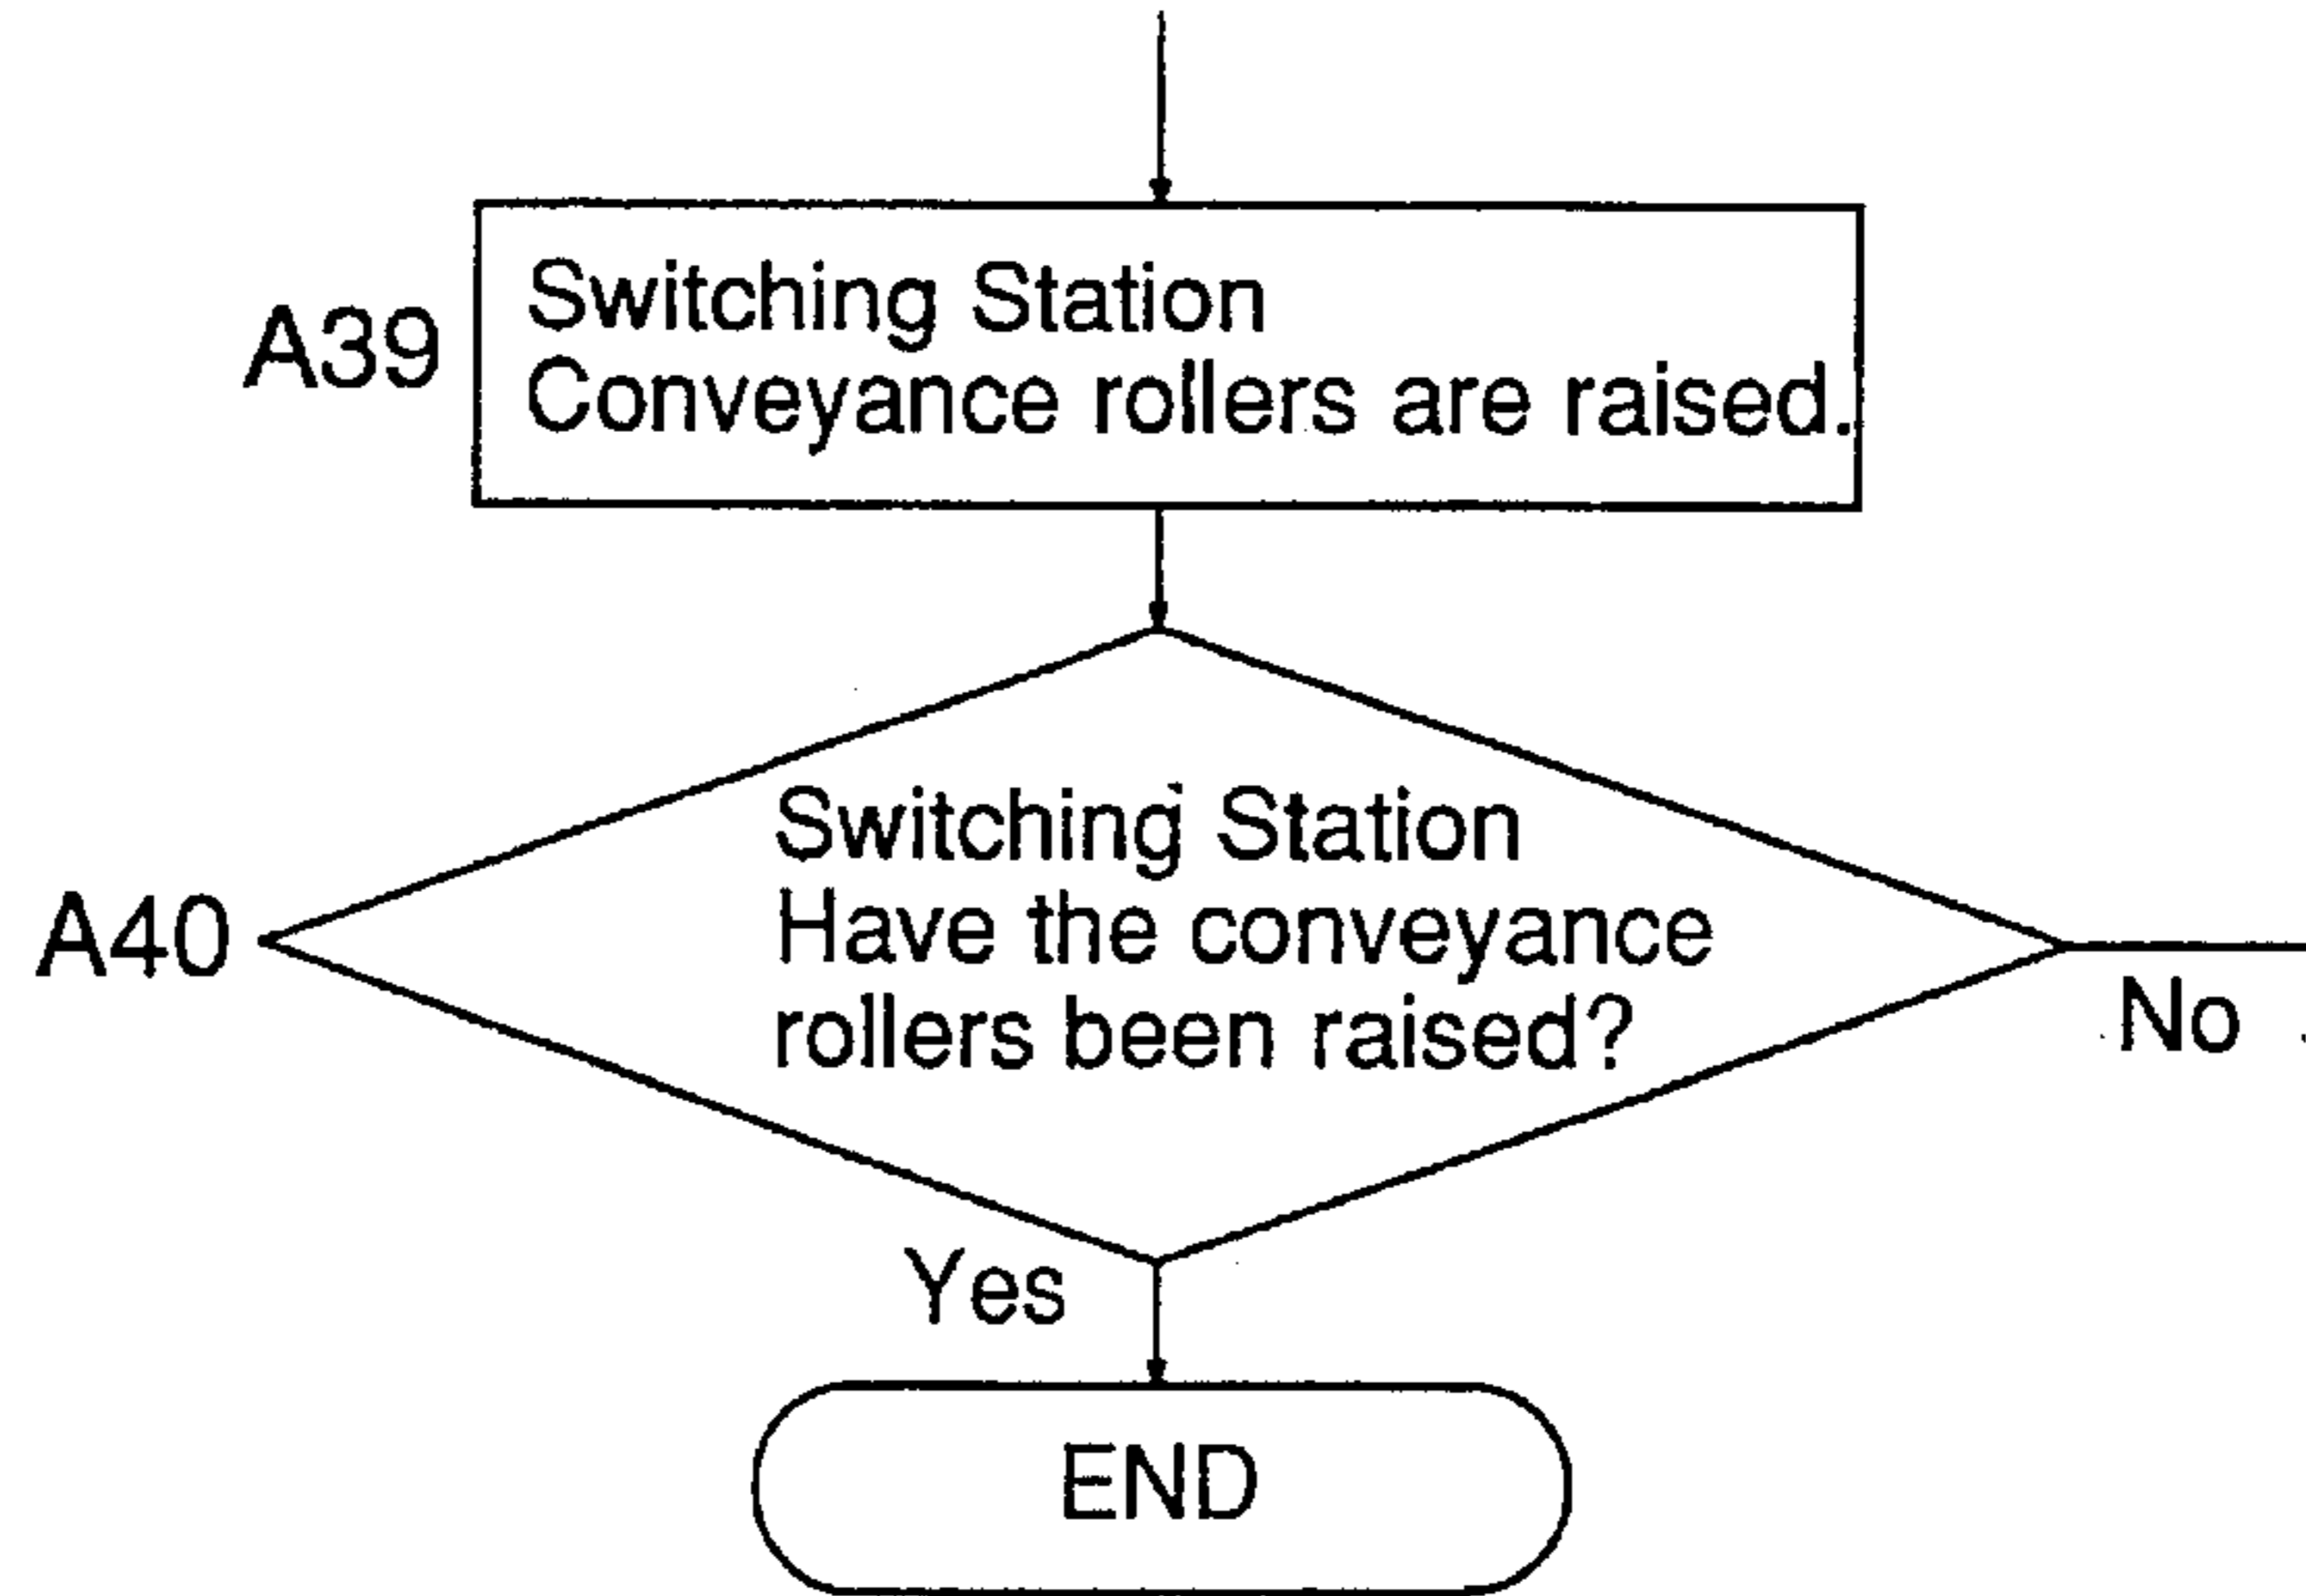 A39
Switching Station
Conveyance rollers are raised.
A40
Switching Station
Have the conveyance
rollers been raised?
No
Yes
END